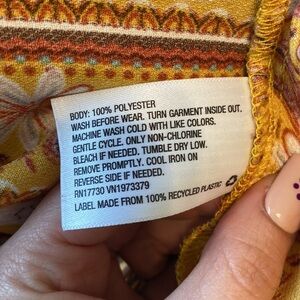 BODY: 100% POLYESTER
WASH BEFORE WEAR. TURN GARMENT INSIDE OUT.
MACHINE WASH COLD WITH LIKE COLORS.
GENTLE CYCLE. ONLY NON-CHLORINE
BLEACH IF NEEDED. TUMBLE DRY LOW.
REMOVE PROMPTLY. COOL IRON ON
REVERSE SIDE IF NEEDED.
RN17730 VN1973379
LABEL MADE FROM 100% RECYCLED PLASTIC